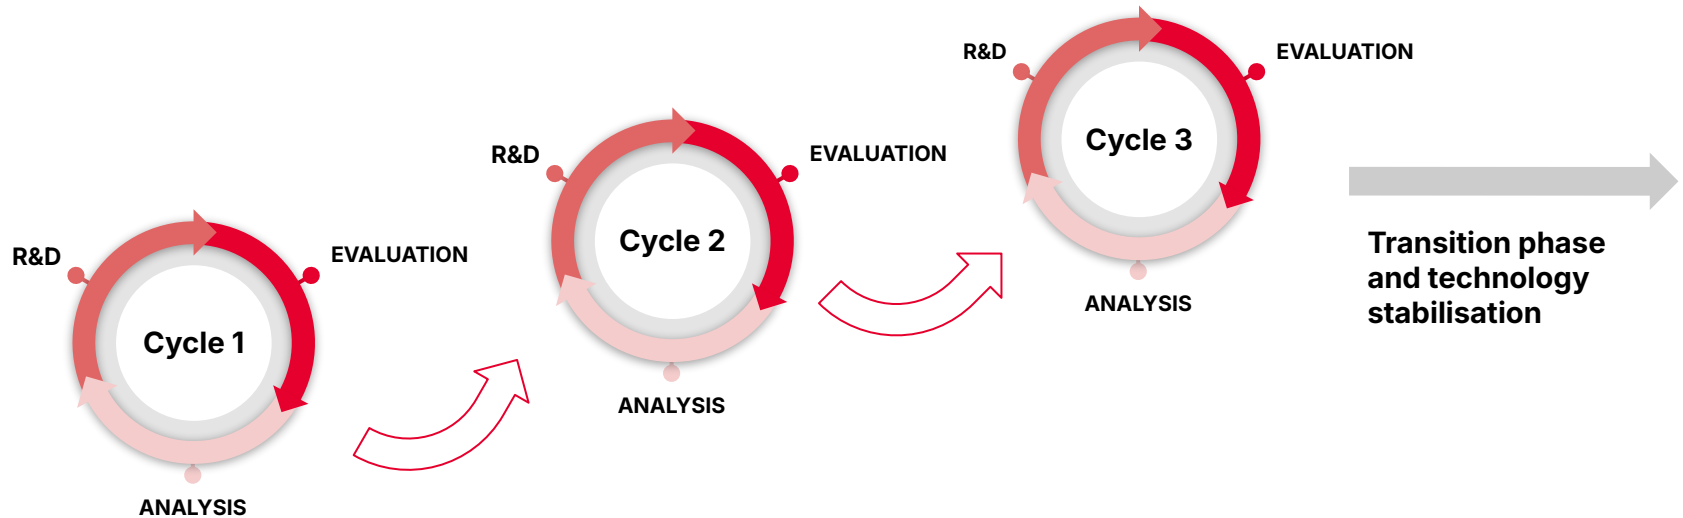 R&D
EVALUATION
Cycle 1
ANALYSIS
R&D
EVALUATION
Cycle 2
ANALYSIS
R&D
EVALUATION
Cycle 3
ANALYSIS
Transition phase
and technology
stabilisation